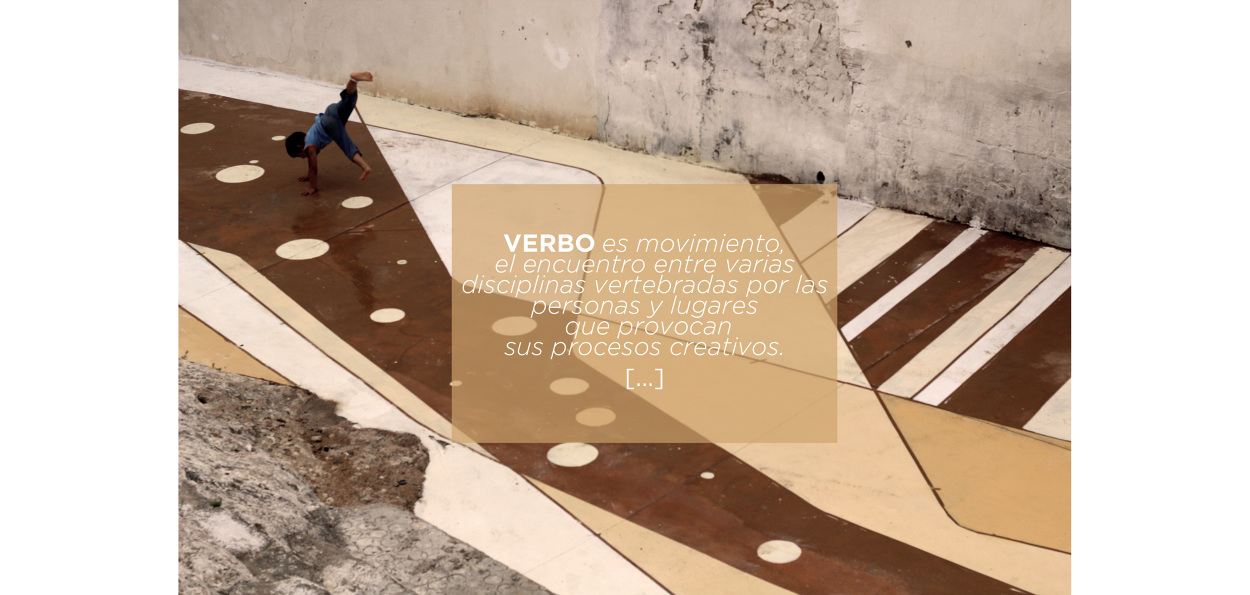 VERBO es movimiento,
el encuentro entre varias
disciplinas vertebradas por las
personas y lugares
que provocan
sus procesos creativos.
[...]